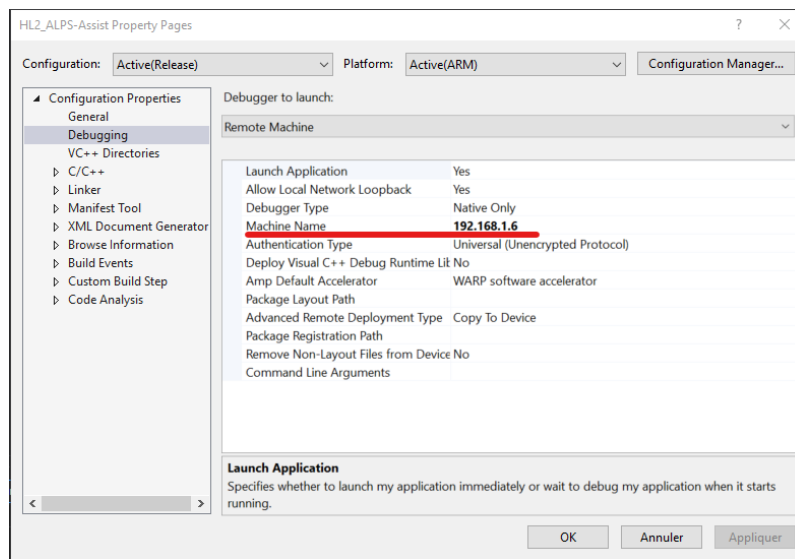 HL2_ALPS-Assist Property Pages
?
Configuration: Active(Release) Platform: Active(ARM) Configuration Manager...
Configuration Properties
General
Debugging
VC++ Directories
C/C++
Linker
Manifest Tool
XML Document Generator
Browse Information
Build Events
Custom Build Step
Code Analysis
Debugger to launch:
Remote Machine
Launch Application Yes
Allow Local Network Loopback Yes
Debugger Type Native Only
Machine Name 192.168.1.6
Authentication Type Universal (Unencrypted Protocol)
Deploy Visual C++ Debug Runtime Lib No
Amp Default Accelerator WARP software accelerator
Package Layout Path
Advanced Remote Deployment Type Copy To Device
Package Registration Path
Remove Non-Layout Files from Device No
Command Line Arguments
Launch Application
Specifies whether to launch my application immediately or wait to debug my application when it starts
running.
OK Annuler Appliquer